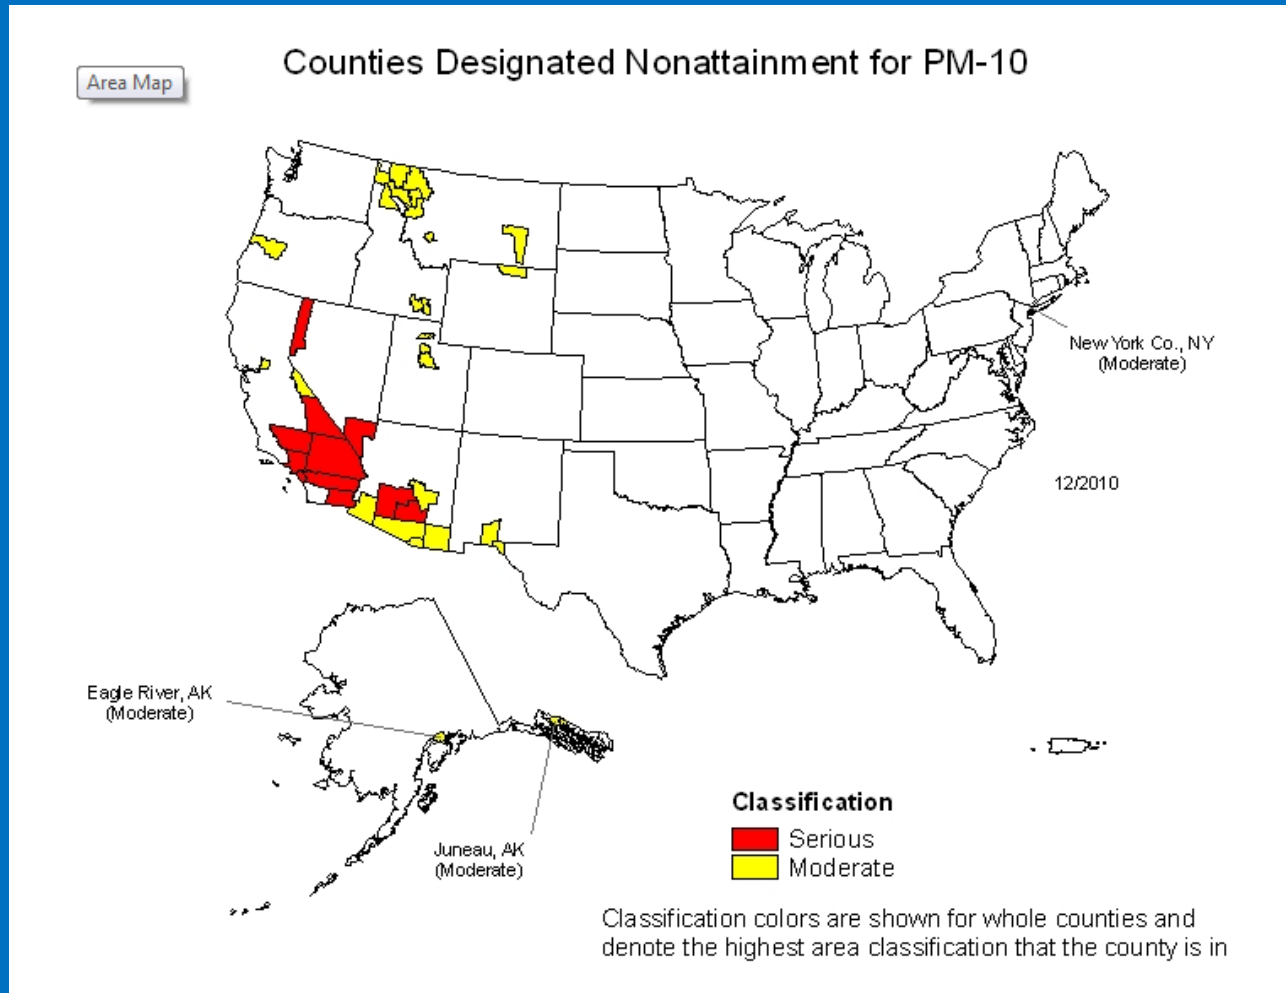 Counties Designated Nonattainment for PM-10
Area Map
New York Co., NY
(Moderate)
12/2010
Eagle River, AK
(Moderate)
Juneau, AK
(Moderate)
Classification
Serious
Moderate
Classification colors are shown for whole counties and
denote the highest area classification that the county is in